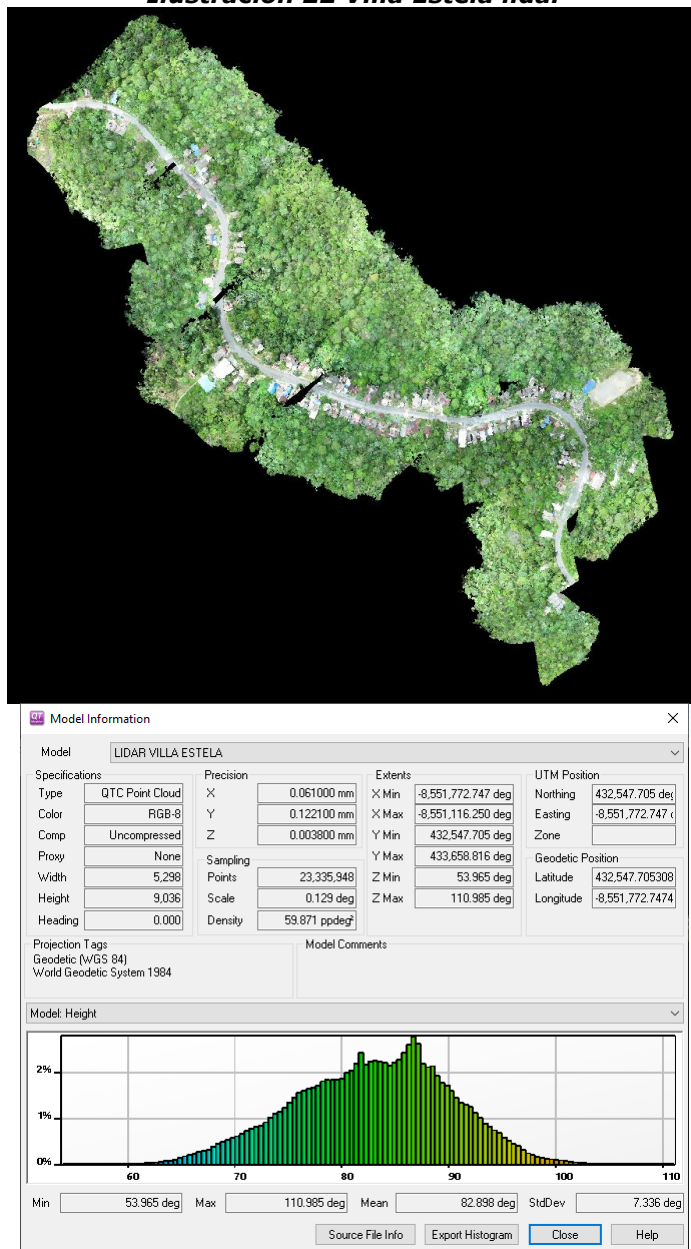 Ilustración 22 Villa Estela lidar
QT Model Information
Model LIDAR VILLA ESTELA
Specifications Precision Extents UTM Position
Type QTC Point Cloud X 0.061000 mm X Min -8,551,772.747 deg Northing 432,547.705 deg
Color RGB-8 Y 0.122100 mm X Max -8,551,116.250 deg Easting -8,551,772.747
Comp Uncompressed Z 0.003800 mm Y Min 432,547.705 deg Zone
Proxy None Sampling Y Max 433,658.816 deg Geodetic Position
Width 5,298 Points 23,335,948 Z Min 53.965 deg Latitude 432,547.705308
Height 9,036 Scale 0.129 deg Z Max 110.985 deg Longitude -8,551,772.7474
Heading 0.000 Density 59.871 ppdeg²
Projection Tags Model Comments
Geodetic (WGS 84)
World Geodetic System 1984
Model: Height
2%
1%
0%
60 70 80 90 100 110
Min 53.965 deg Max 110.985 deg Mean 82.898 deg StdDev 7.336 deg
Source File Info Export Histogram Close Help